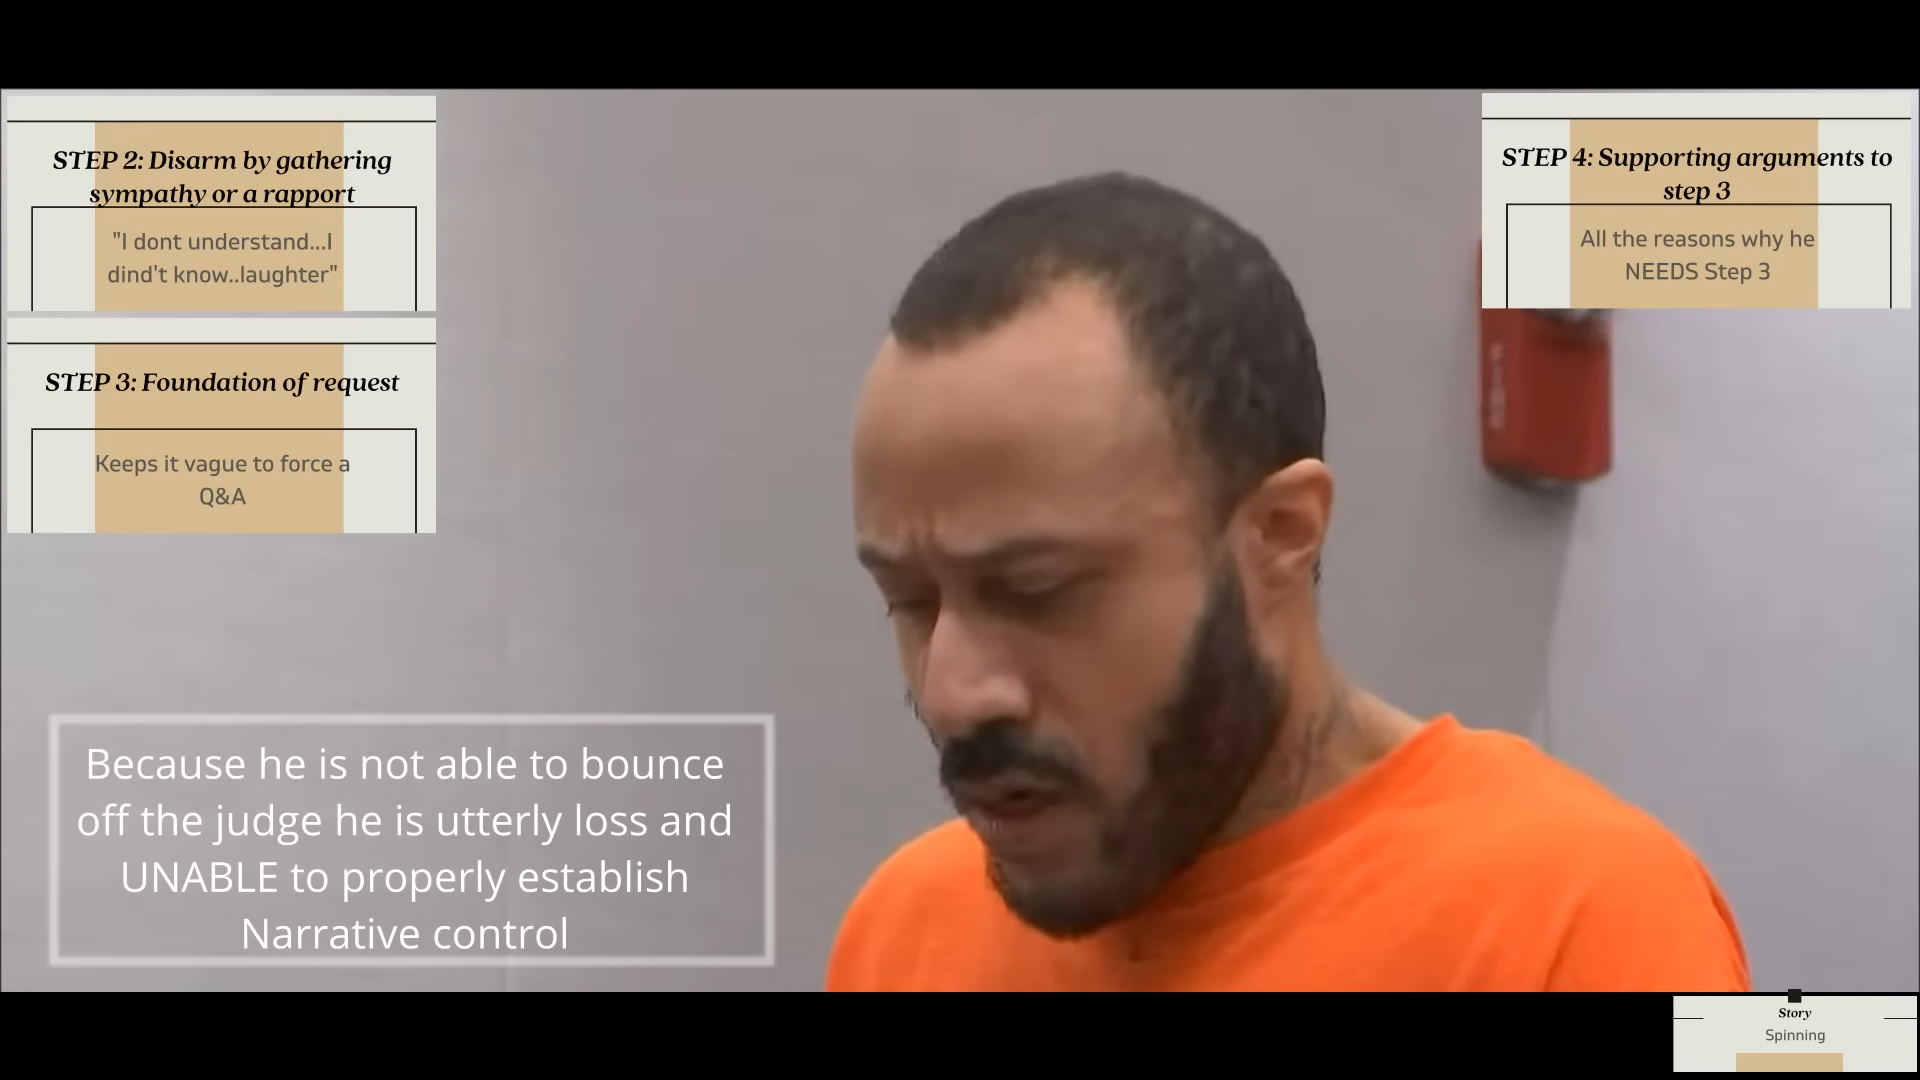 STEP 2: Disarm by gathering
sympathy or a rapport
"I dont understand...I
dind't know..laughter"
STEP 3: Foundation of request
Keeps it vague to force a
Q&A
STEP 4: Supporting arguments to
step 3
All the reasons why he
NEEDS Step 3
Because he is not able to bounce
off the judge he is utterly loss and
UNABLE to properly establish
Narrative control
Story
Spinning